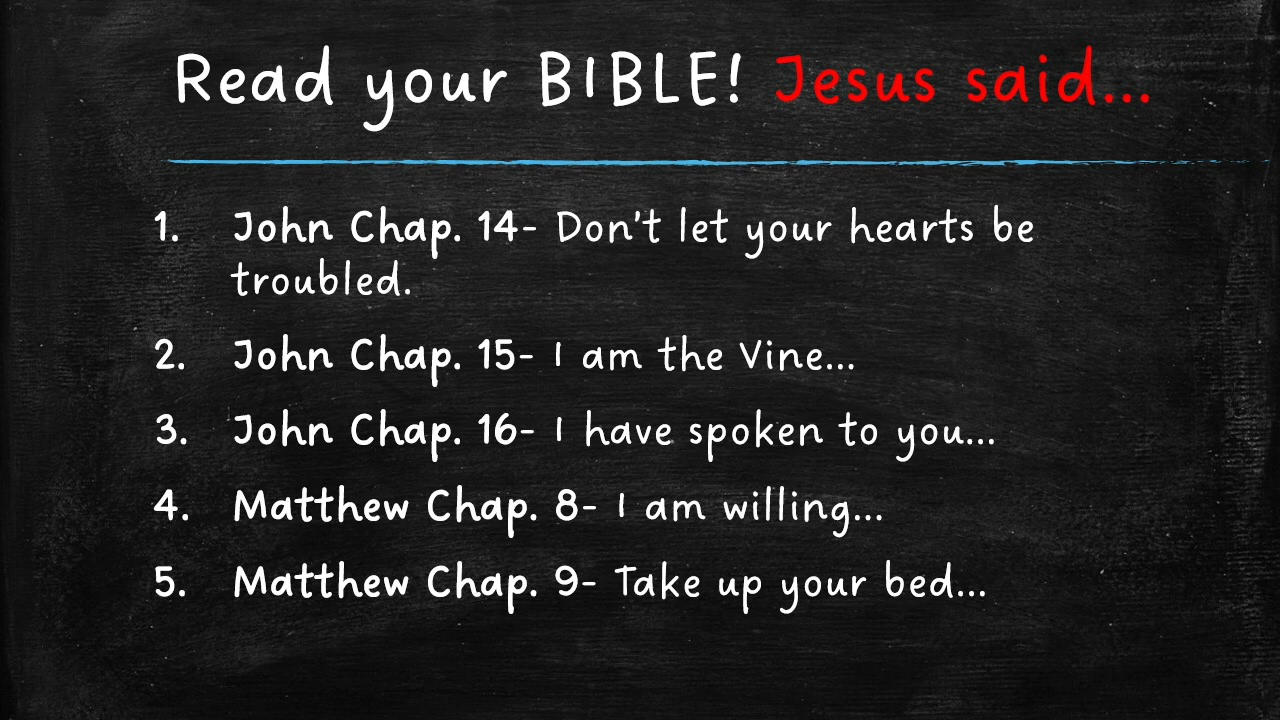 Read your BIBLE! Jesus said...
1. John Chap. 14- Don't let your hearts be
troubled.
2. John Chap. 15- I am the Vine...
3. John Chap. 16- I have spoken to you...
4. Matthew Chap. 8- I am willing...
5. Matthew Chap. 9- Take up your bed...